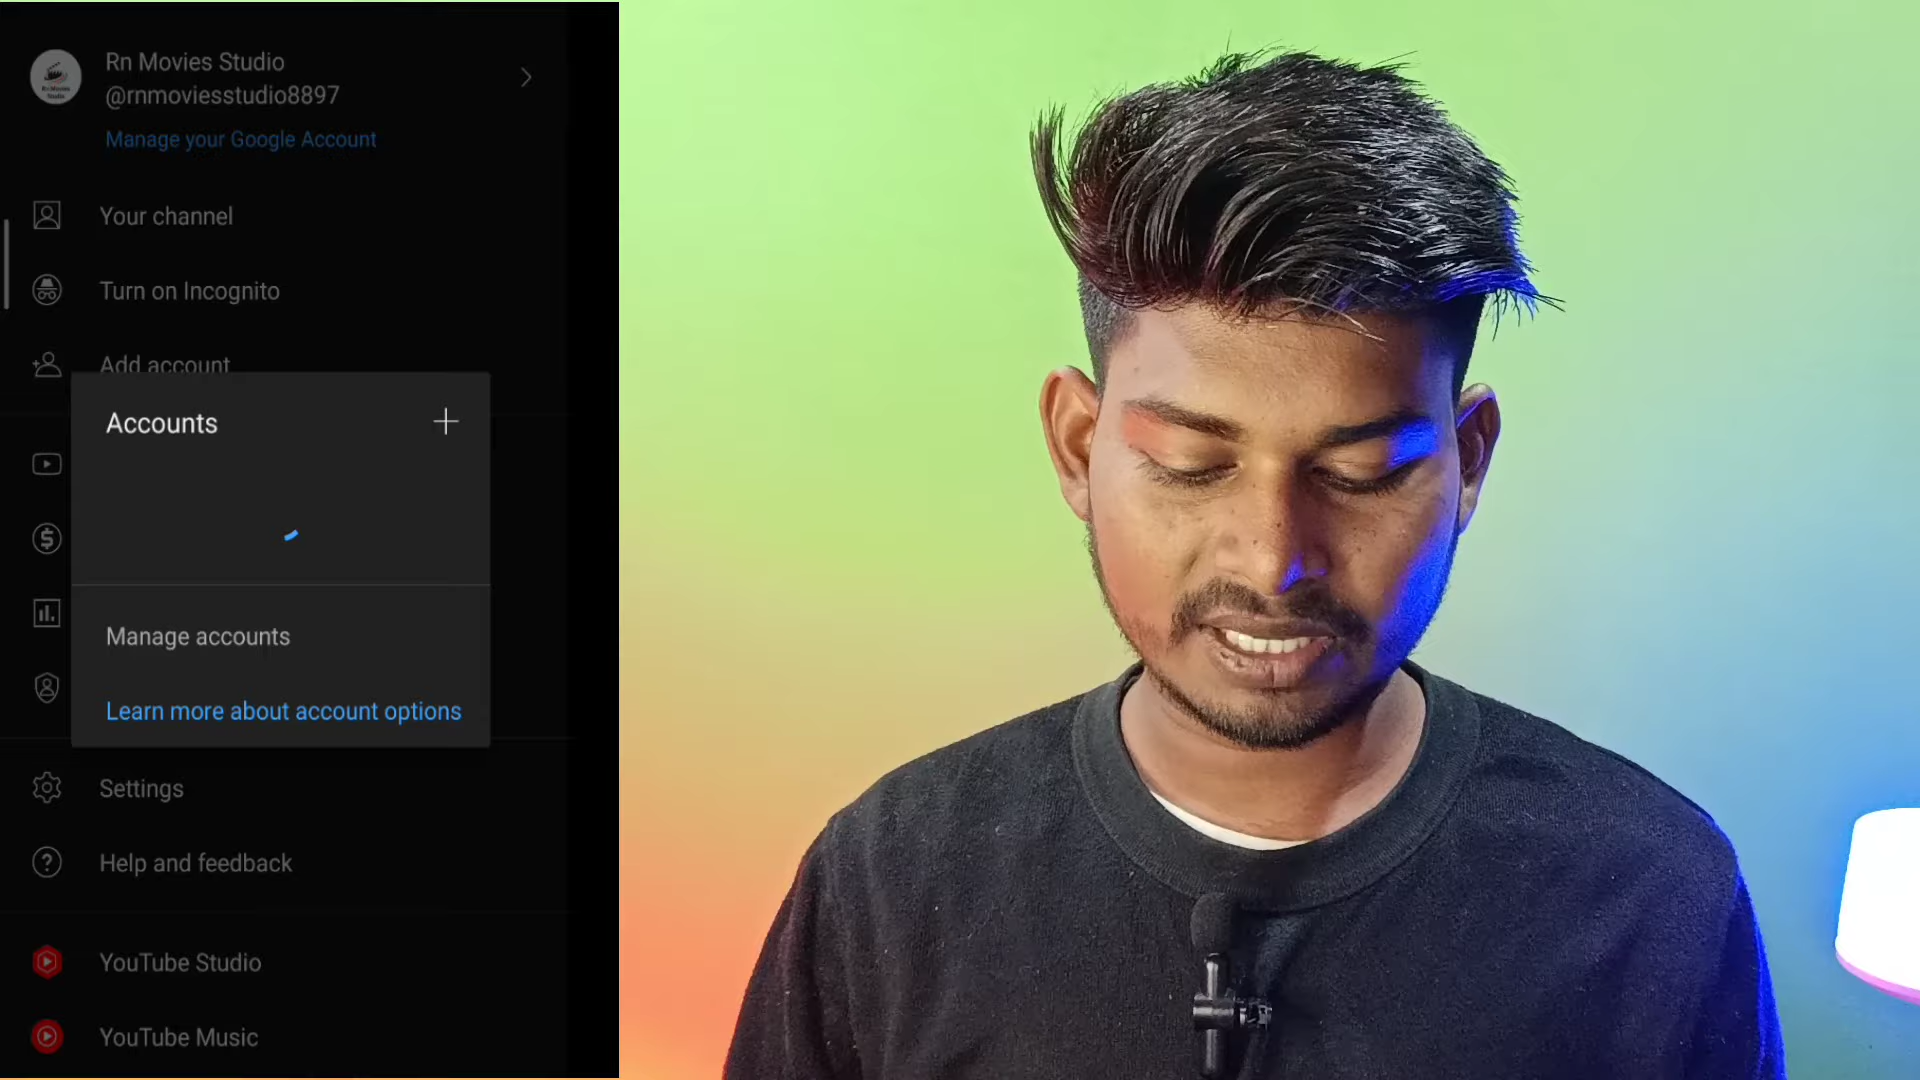 Rn Movies Studio
@rnmoviesstudio8897
Manage your Google Account
Your channel
Turn on Incognito
Add account
Accounts
Manage accounts
Learn more about account options
Settings
Help and feedback
YouTube Studio
YouTube Music